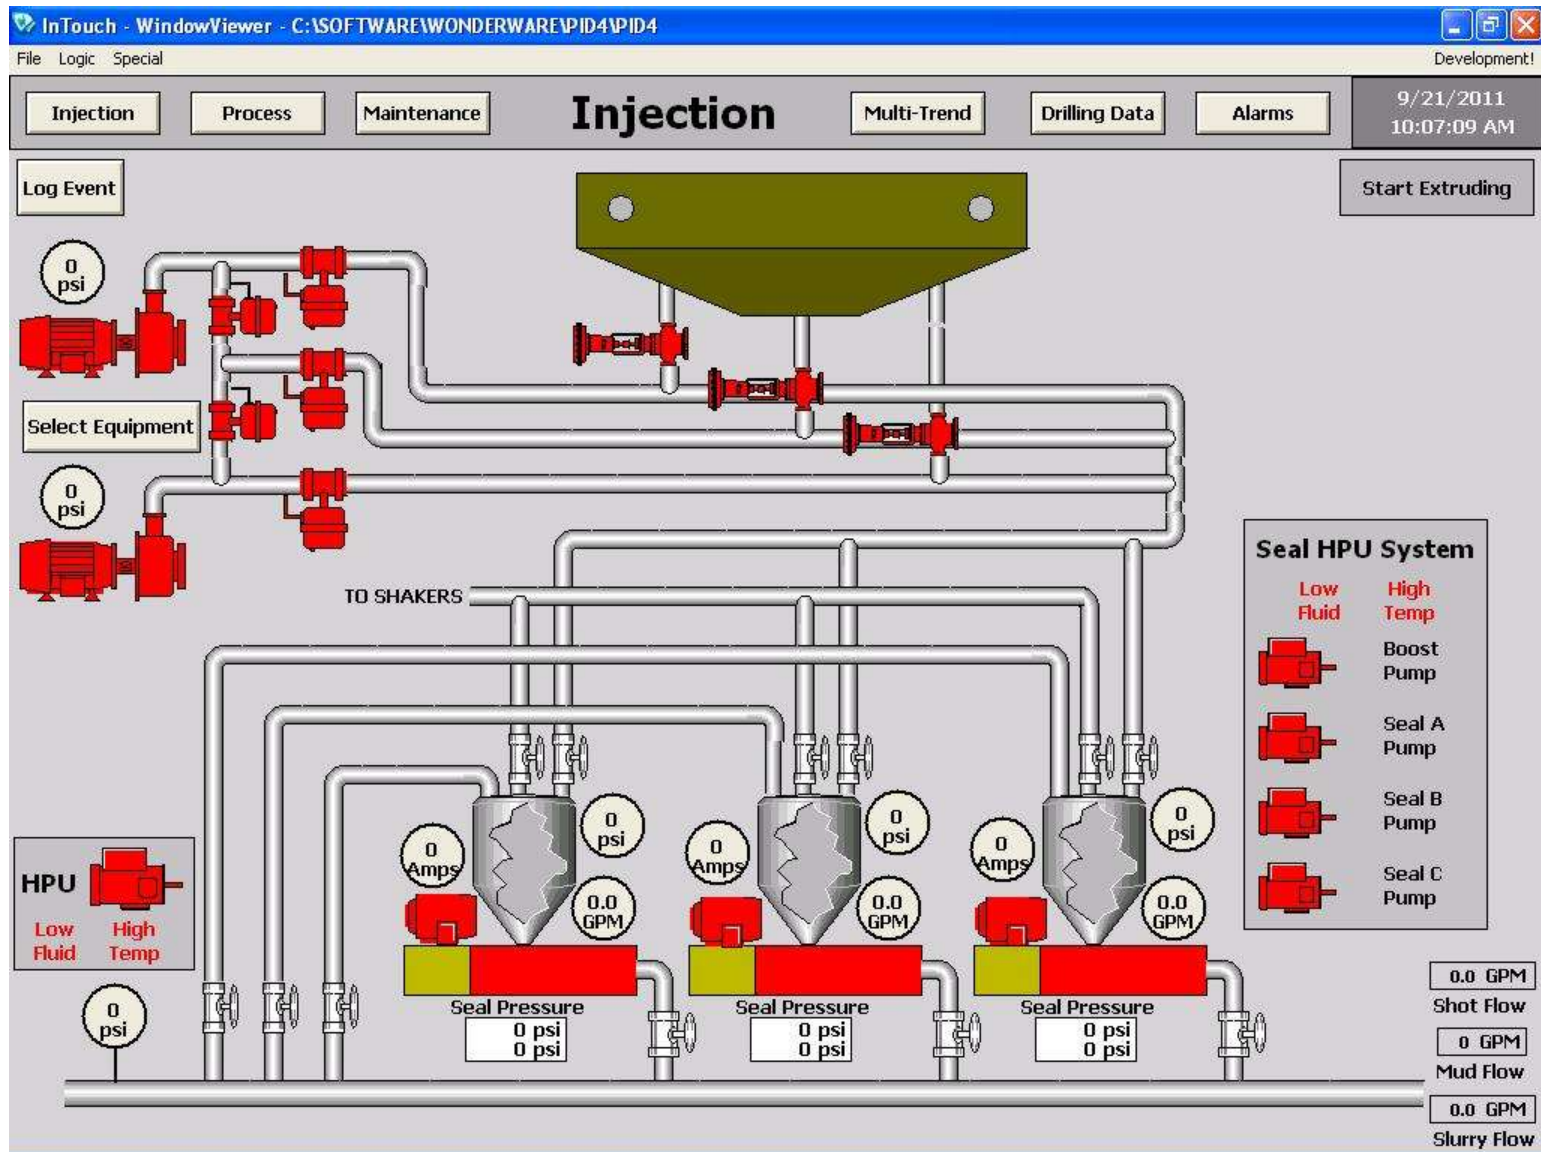 InTouch - WindowViewer - C:\SOFTWARE\WONDERWARE\PID4\PID4
File Logic Special Development!
Injection Process Maintenance Injection Multi-Trend Drilling Data Alarms
9/21/2011
10:07:09 AM
Log Event
Start Extruding
0
psi
Select Equipment
0
psi
TO SHAKERS
Seal HPU System
Low High
Fluid Temp
Boost
Pump
Seal A
Pump
Seal B
Pump
Seal C
Pump
0
Amps
0
psi
0.0
GPM
0
Amps
0
psi
0.0
GPM
0
Amps
0
psi
0.0
GPM
HPU
Low High
Fluid Temp
0
psi
Seal Pressure
0 psi
0 psi
Seal Pressure
0 psi
0 psi
Seal Pressure
0 psi
0 psi
0.0 GPM
Shot Flow
0 GPM
Mud Flow
0.0 GPM
Slurry Flow